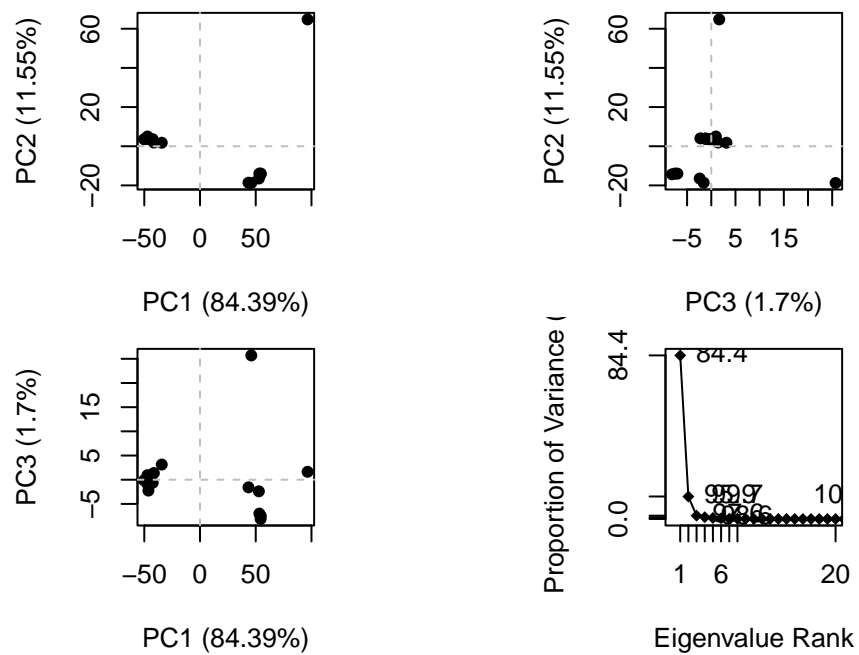 PC2 (11.55%)
60
20
−20
−50 0 50
PC1 (84.39%)
PC2 (11.55%)
60
20
−20
−5 5 15
PC3 (1.7%)
PC3 (1.7%)
15
5
−5
−50 0 50
PC1 (84.39%)
Proportion of Variance (
84.4
0.0
84.4
10
1 6 20
Eigenvalue Rank